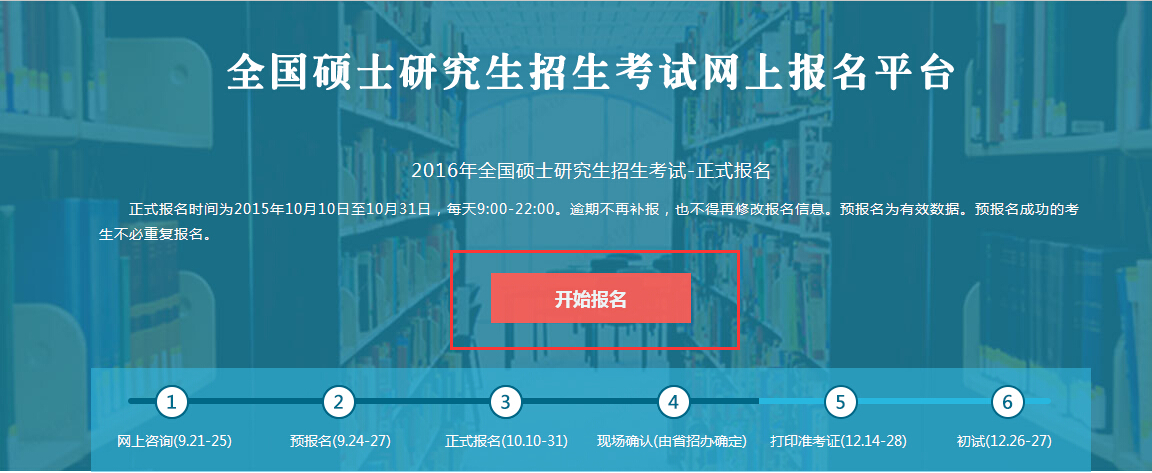 全国硕士研究生招生考试网上报名平台
2016年全国硕士研究生招生考试-正式报名
正式报名时间为2015年10月10日至10月31日，每天9:00-22:00。逾期不再补报，也不得再修改报名信息。预报名为有效数据。预报名成功的考
生不必重复报名。
开始报名
1 2 3 4 5 6
网上咨询(9.21-25) 预报名(9.24-27) 正式报名(10.10-31) 现场确认(由省招办确定) 打印准考证(12.14-28) 初试(12.26-27)